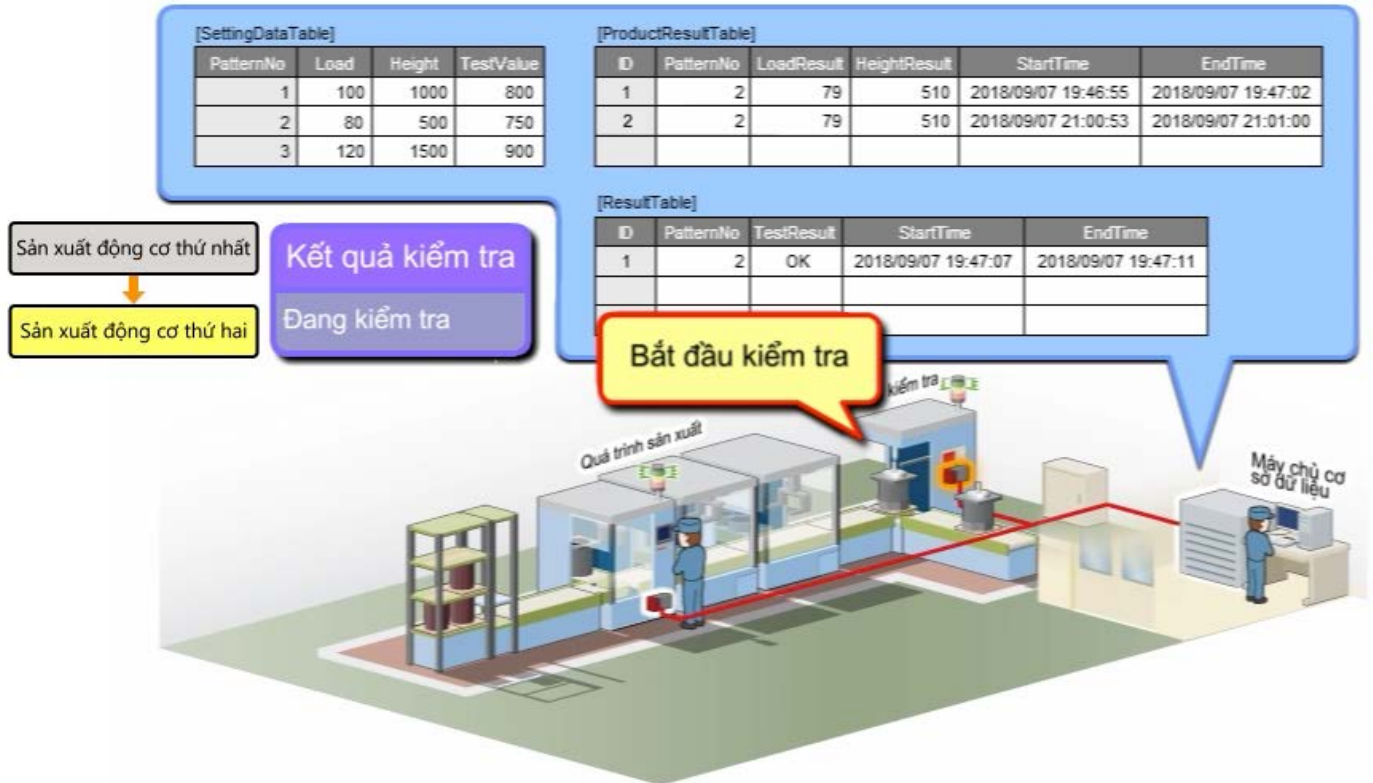 [SettingDataTable]
PatternNo Load Height TestValue
1 100 1000 800
2 80 500 750
3 120 1500 900
[ProductResultTable]
ID PatternNo LoadResult HeightResult StartTime EndTime
1 2 79 510 2018/09/07 19:46:55 2018/09/07 19:47:02
2 2 79 510 2018/09/07 21:00:53 2018/09/07 21:01:00
[ResultTable]
ID PatternNo TestResult StartTime EndTime
1 2 OK 2018/09/07 19:47:07 2018/09/07 19:47:11
Sản xuất động cơ thứ nhất
Sản xuất động cơ thứ hai
Kết quả kiểm tra
Đang kiểm tra
Bắt đầu kiểm tra
kiểm tra
Quá trình sản xuất
Máy chủ cơ
sở dữ liệu